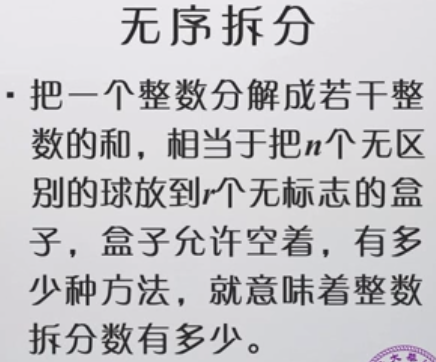 无序拆分
▪ 把一个整数分解成若干整
数的和，相当于把n个无区
别的球放到r个无标志的盒
子，盒子允许空着，有多
少种方法，就意味着整数
拆分数有多少。